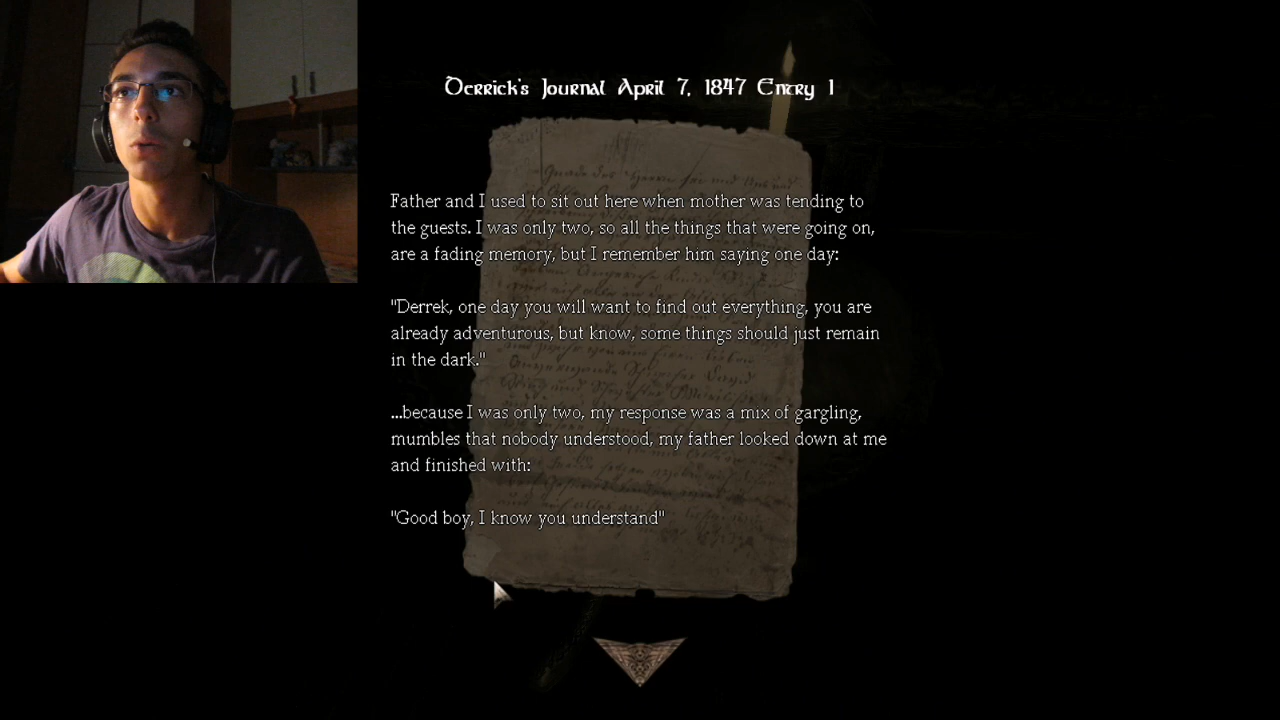 Derrick's Journal April 7, 1847 Entry 1
Father and I used to sit out here when mother was tending to
the guests. I was only two, so all the things that were going on,
are a fading memory, but I remember him saying one day:
"Derrek, one day you will want to find out everything, you are
already adventurous, but know, some things should just remain
in the dark."
...because I was only two, my response was a mix of gargling,
mumbles that nobody understood, my father looked down at me
and finished with:
"Good boy, I know you understand"